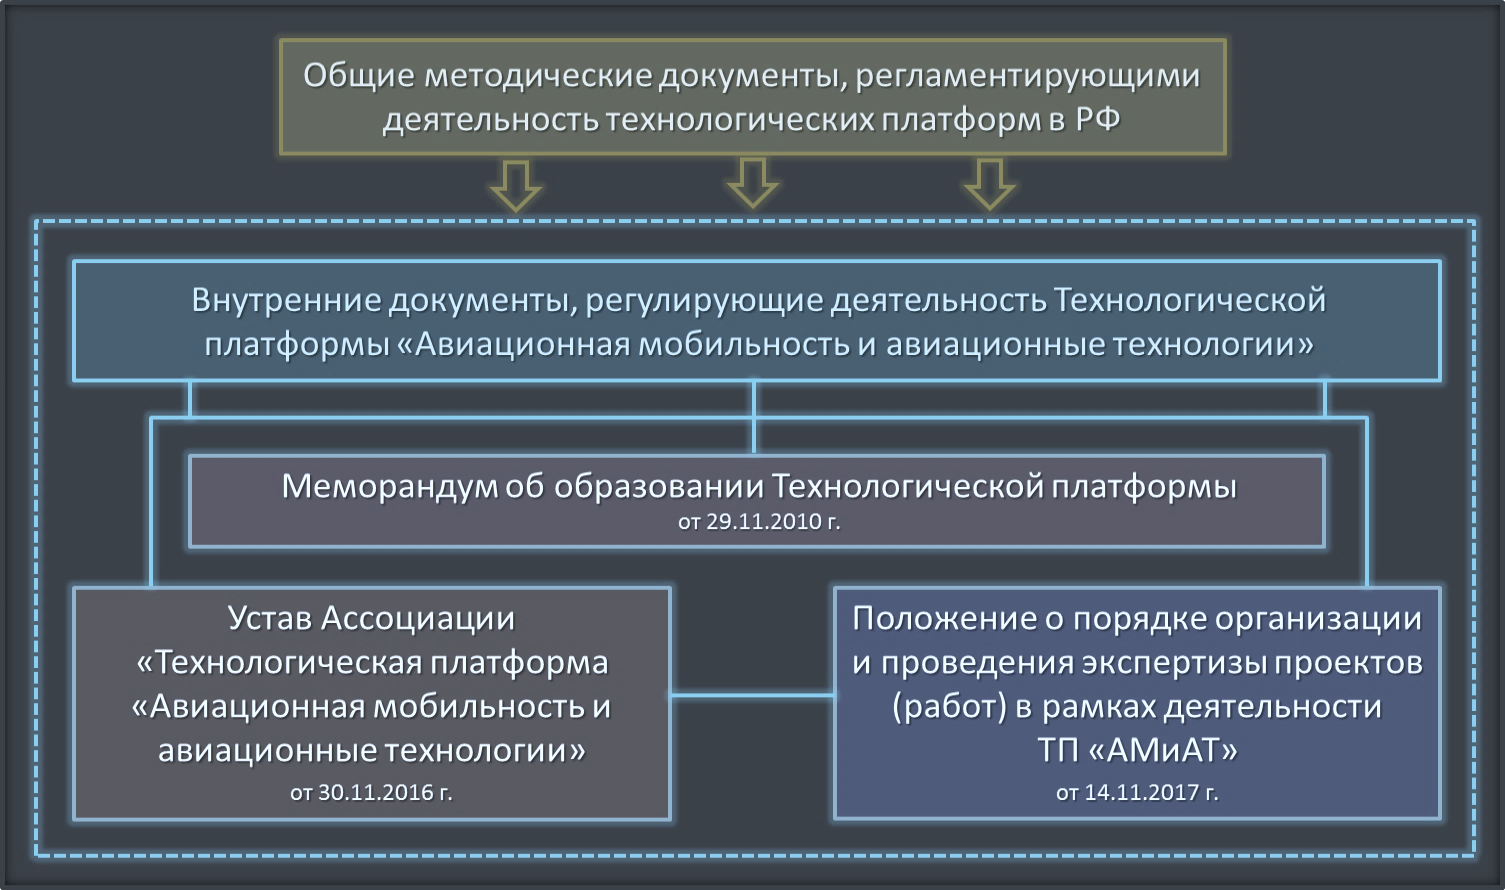 Общие методические документы, регламентирующими
деятельность технологических платформ в РФ
Внутренние документы, регулирующие деятельность Технологической
платформы «Авиационная мобильность и авиационные технологии»
Меморандум об образовании Технологической платформы
от 29.11.2010 г.
Устав Ассоциации
«Технологическая платформа
«Авиационная мобильность и
авиационные технологии»
от 30.11.2016 г.
Положение о порядке организации
и проведения экспертизы проектов
(работ) в рамках деятельности
ТП «АМиАТ»
от 14.11.2017 г.